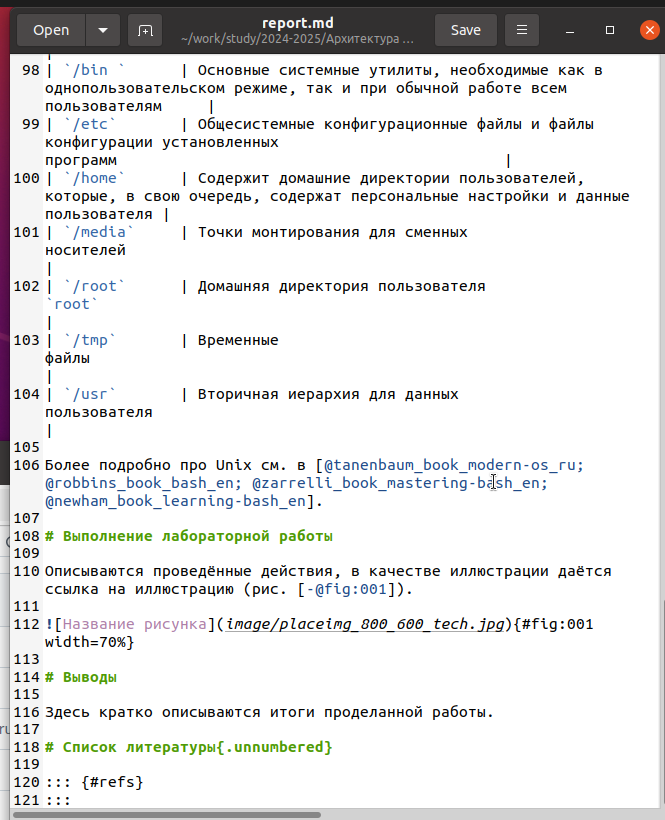 Open
report.md
~/work/study/2024-2025/Архитектура ...
Save
98 | `/bin ` | Основные системные утилиты, необходимые как в
однопользовательском режиме, так и при обычной работе всем
пользователям |
99 | `/etc` | Общесистемные конфигурационные файлы и файлы
конфигурации установленных
программ |
100 | `/home` | Содержит домашние директории пользователей,
которые, в свою очередь, содержат персональные настройки и данные
пользователя |
101 | `/media` | Точки монтирования для сменных
носителей
|
102 | `/root` | Домашняя директория пользователя
`root`
|
103 | `/tmp` | Временные
файлы
|
104 | `/usr` | Вторичная иерархия для данных
пользователя
|
105
106 Более подробно про Unix см. в [@tanenbaum_book_modern-os_ru;
@robbins_book_bash_en; @zarrelli_book_mastering-bash_en;
@newham_book_learning-bash_en].
107
108 # Выполнение лабораторной работы
109
110 Описываются проведённые действия, в качестве иллюстрации даётся
ссылка на иллюстрацию (рис. [-@fig:001]).
111
112 ![Название рисунка](image/placeimg_800_600_tech.jpg){#fig:001
width=70%}
113
114 # Выводы
115
116 Здесь кратко описываются итоги проделанной работы.
117
118 # Список литературы{.unnumbered}
119
120 ::: {#refs}
121 :::